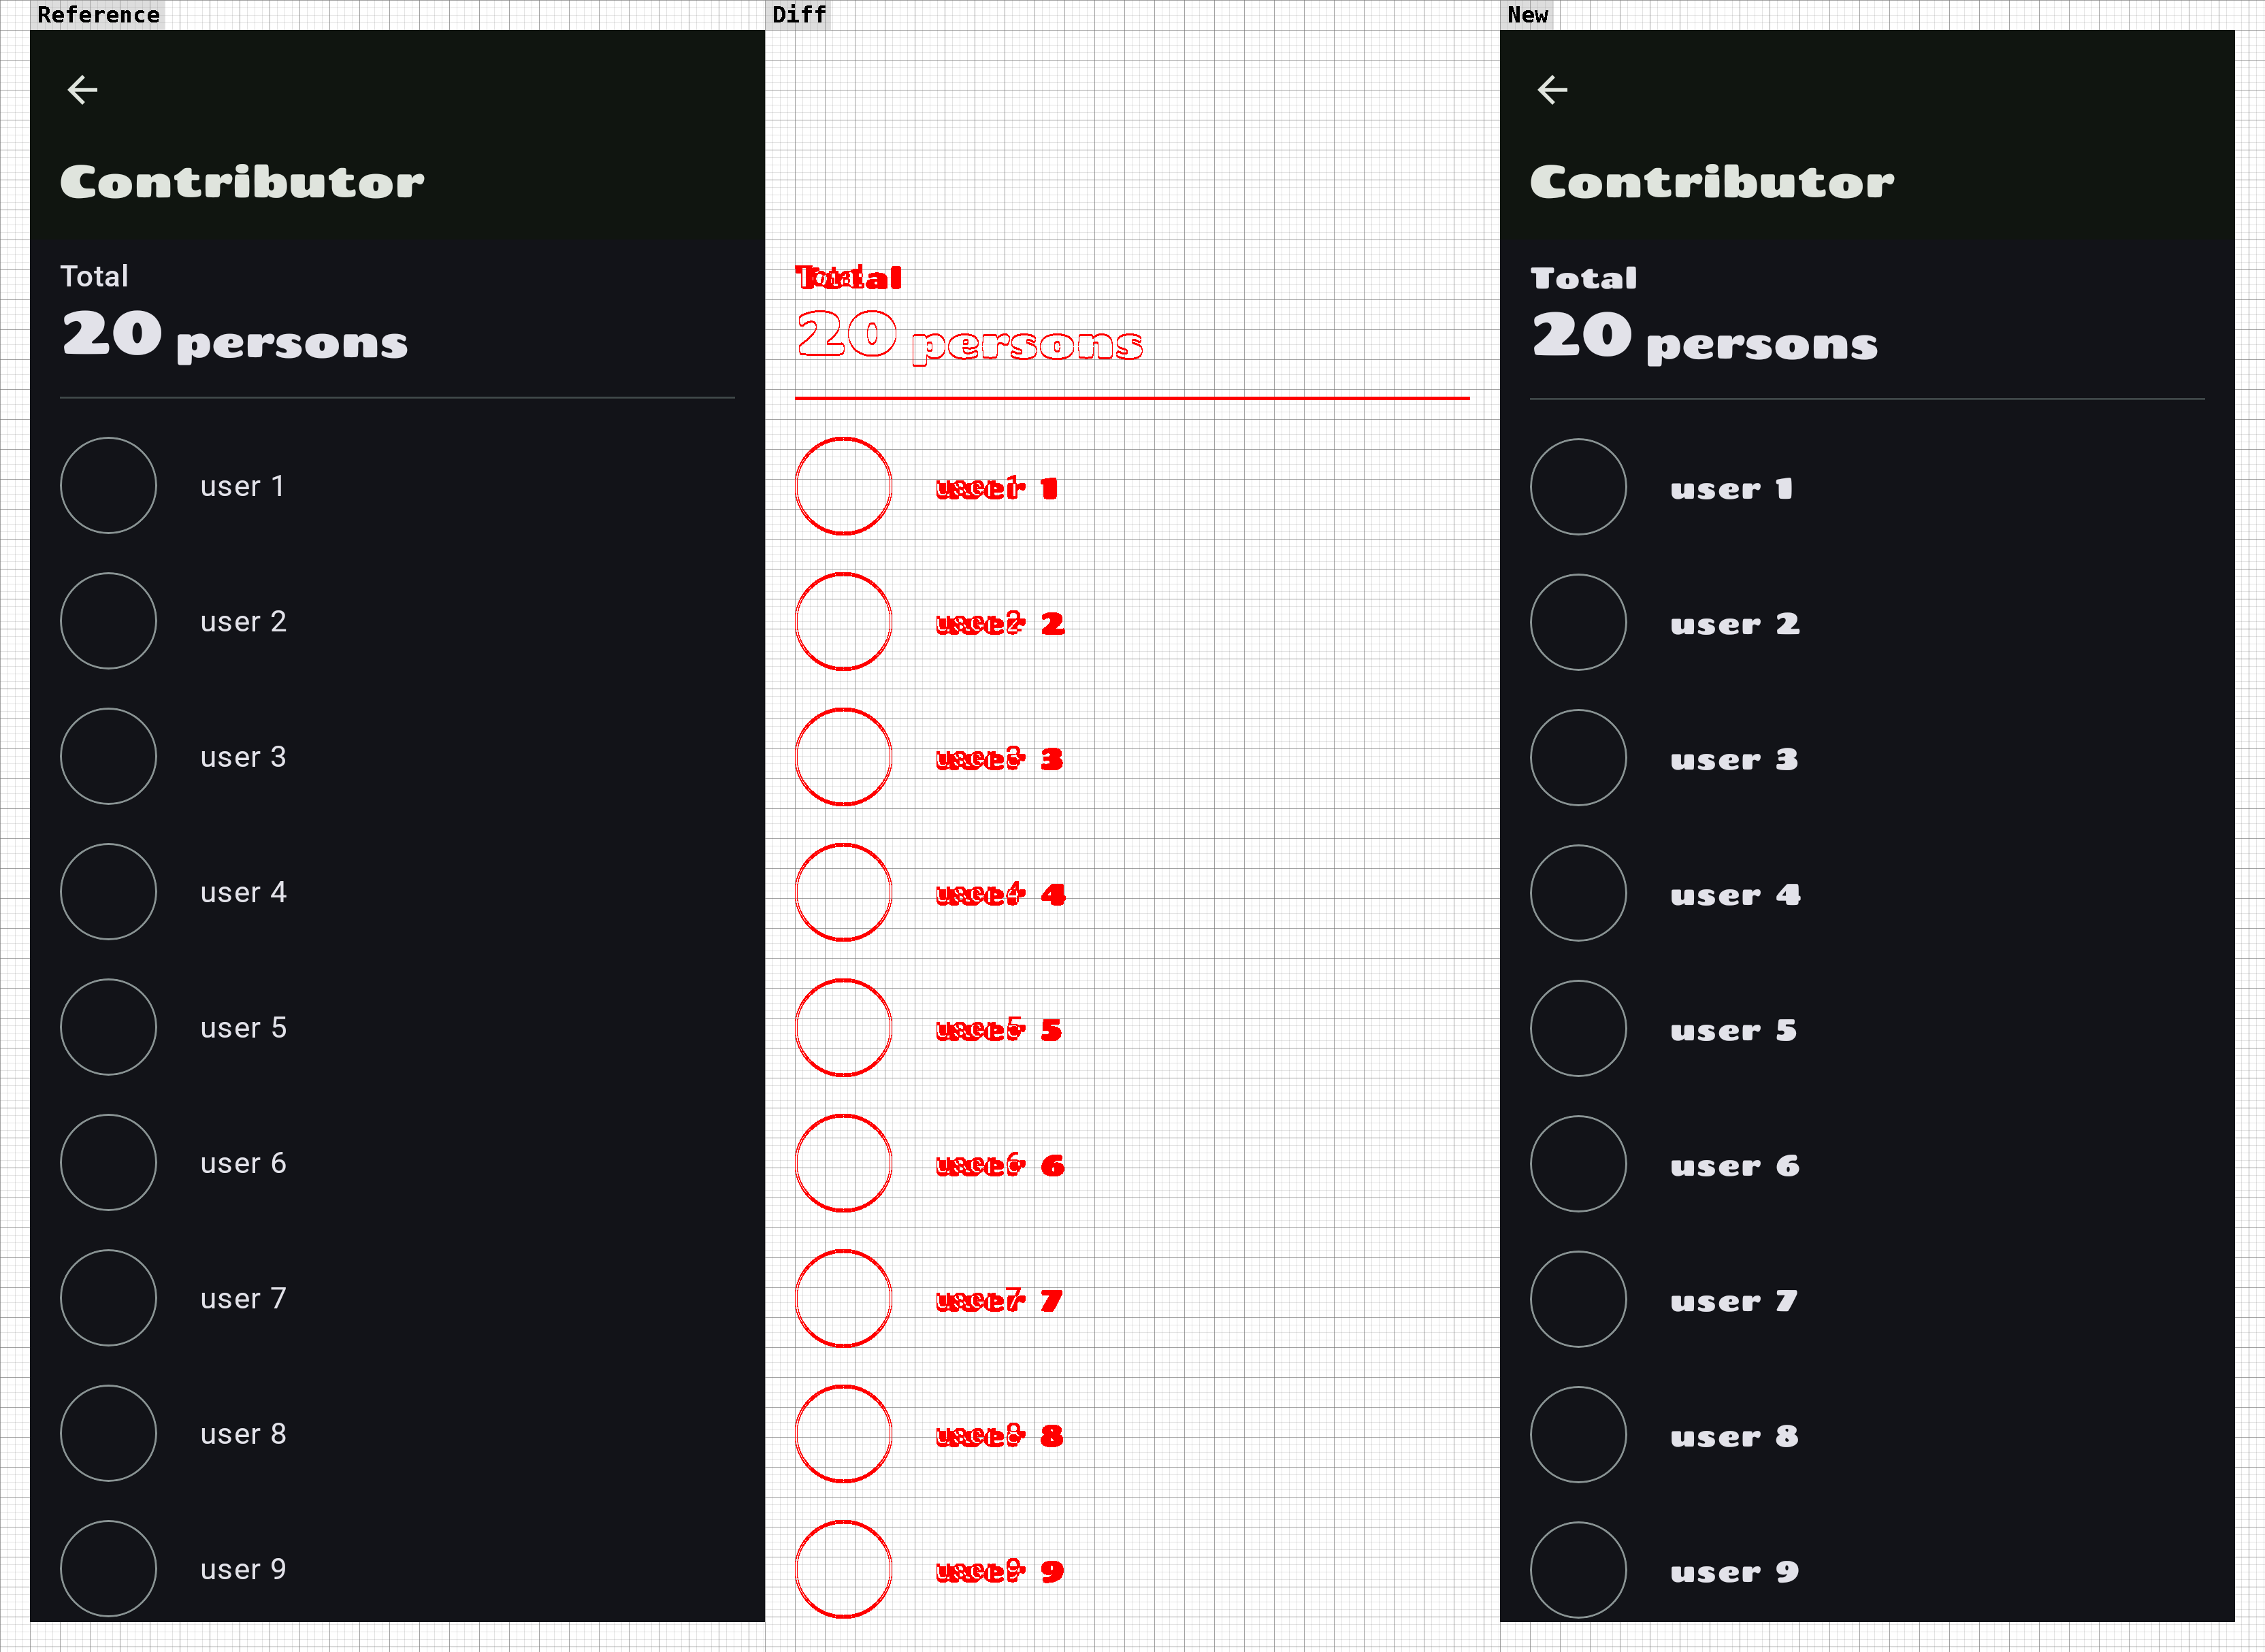 Reference
Diff
New
Contributor
Total
20 persons
user 1
user 2
user 3
user 4
user 5
user 6
user 7
user 8
user 9
Total
20 persons
user 1
user 2
user 3
user 4
user 5
user 6
user 7
user 8
user 9
Contributor
Total
20 persons
user 1
user 2
user 3
user 4
user 5
user 6
user 7
user 8
user 9